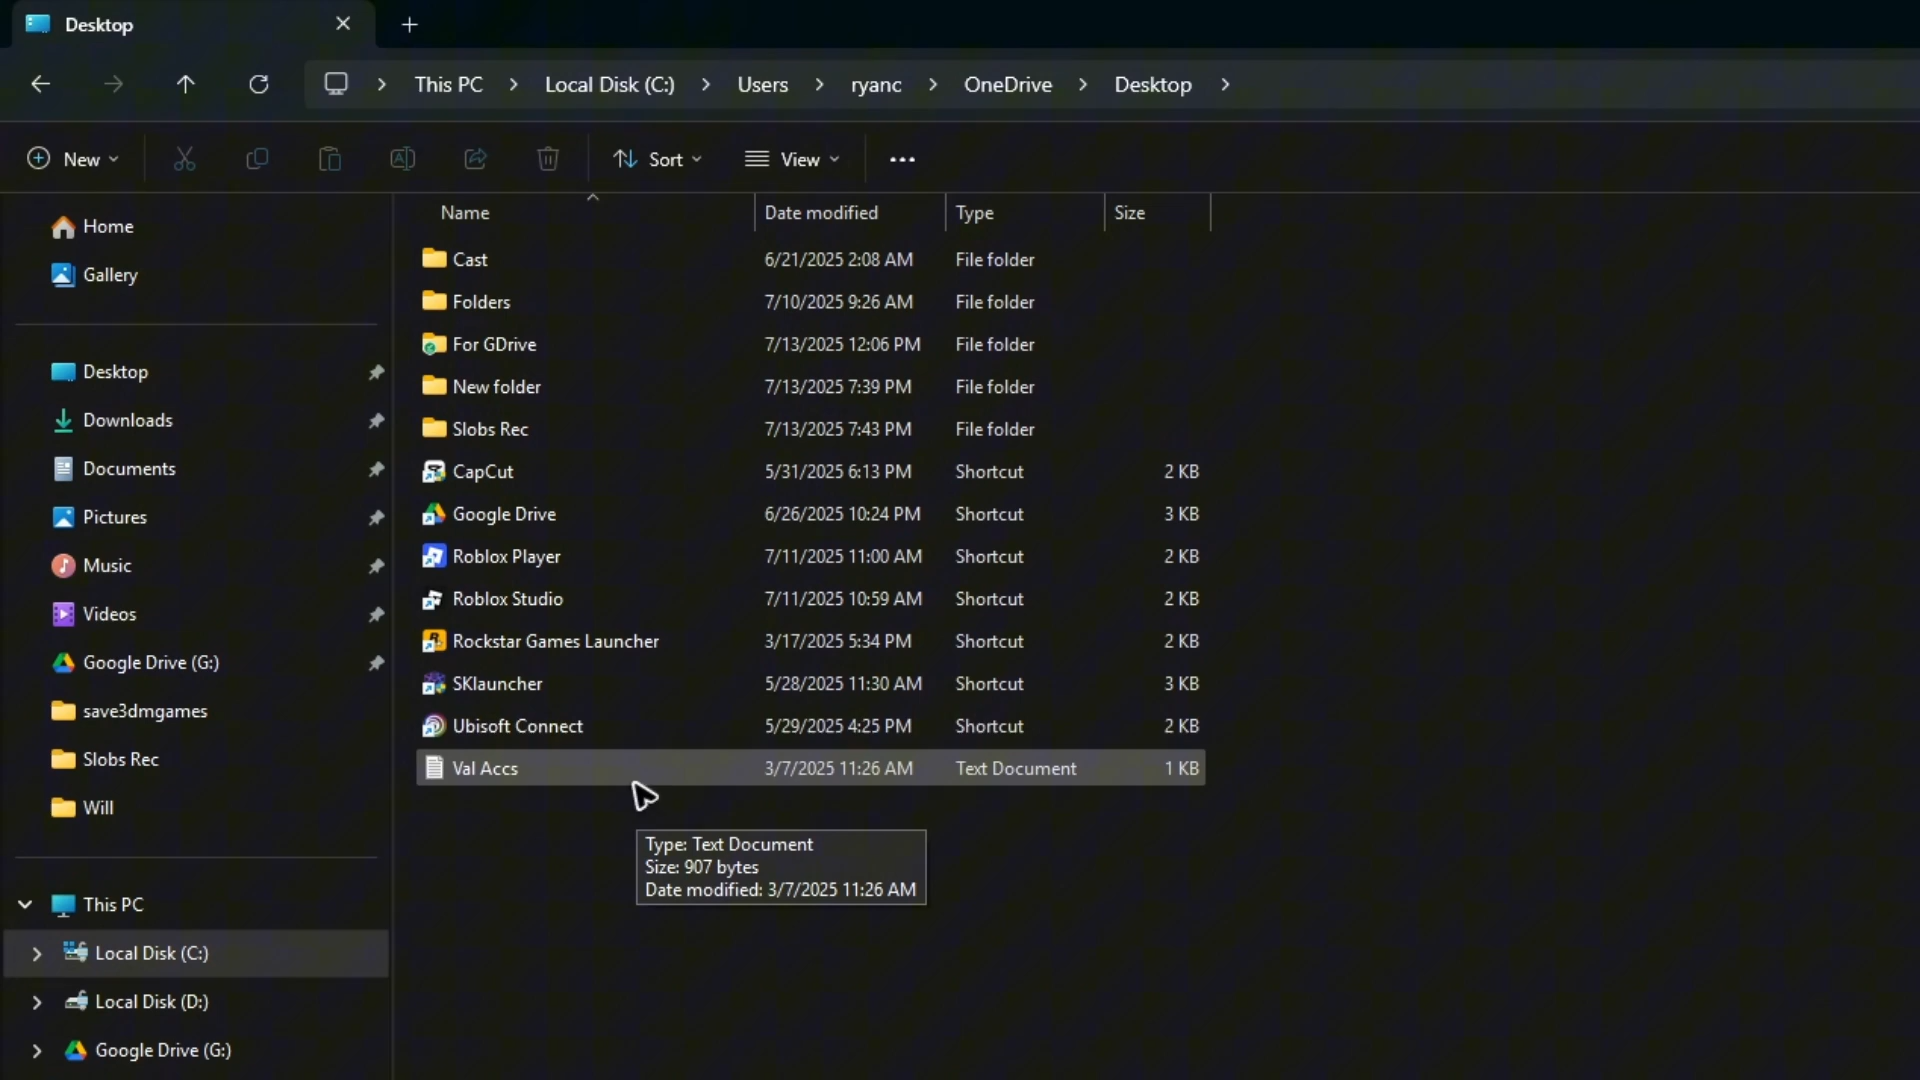 Desktop
This PC > Local Disk (C:) > Users > ryanc > OneDrive > Desktop >
New Sort View
Name Date modified Type Size
Home
Gallery
Desktop
Downloads
Documents
Pictures
Music
Videos
Google Drive (G:)
save3dmgames
Slobs Rec
Will
This PC
Local Disk (C:)
Local Disk (D:)
Google Drive (G:)
Cast 6/21/2025 2:08 AM File folder
Folders 7/10/2025 9:26 AM File folder
For GDrive 7/13/2025 12:06 PM File folder
New folder 7/13/2025 7:39 PM File folder
Slobs Rec 7/13/2025 7:43 PM File folder
CapCut 5/31/2025 6:13 PM Shortcut 2 KB
Google Drive 6/26/2025 10:24 PM Shortcut 3 KB
Roblox Player 7/11/2025 11:00 AM Shortcut 2 KB
Roblox Studio 7/11/2025 10:59 AM Shortcut 2 KB
Rockstar Games Launcher 3/17/2025 5:34 PM Shortcut 2 KB
SKlauncher 5/28/2025 11:30 AM Shortcut 3 KB
Ubisoft Connect 5/29/2025 4:25 PM Shortcut 2 KB
Val Accs 3/7/2025 11:26 AM Text Document 1 KB
Type: Text Document
Size: 907 bytes
Date modified: 3/7/2025 11:26 AM